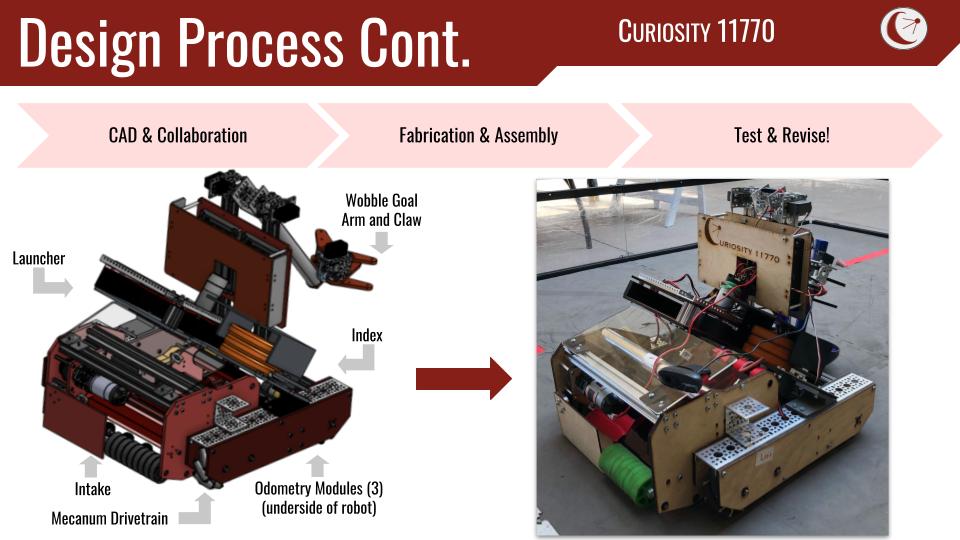 Design Process Cont.
CURIOSITY 11770
CAD & Collaboration
Fabrication & Assembly
Test & Revise!
Wobble Goal
Arm and Claw
Launcher
Index
Intake
Odometry Modules (3)
(underside of robot)
Mecanum Drivetrain
CURIOSITY 11770